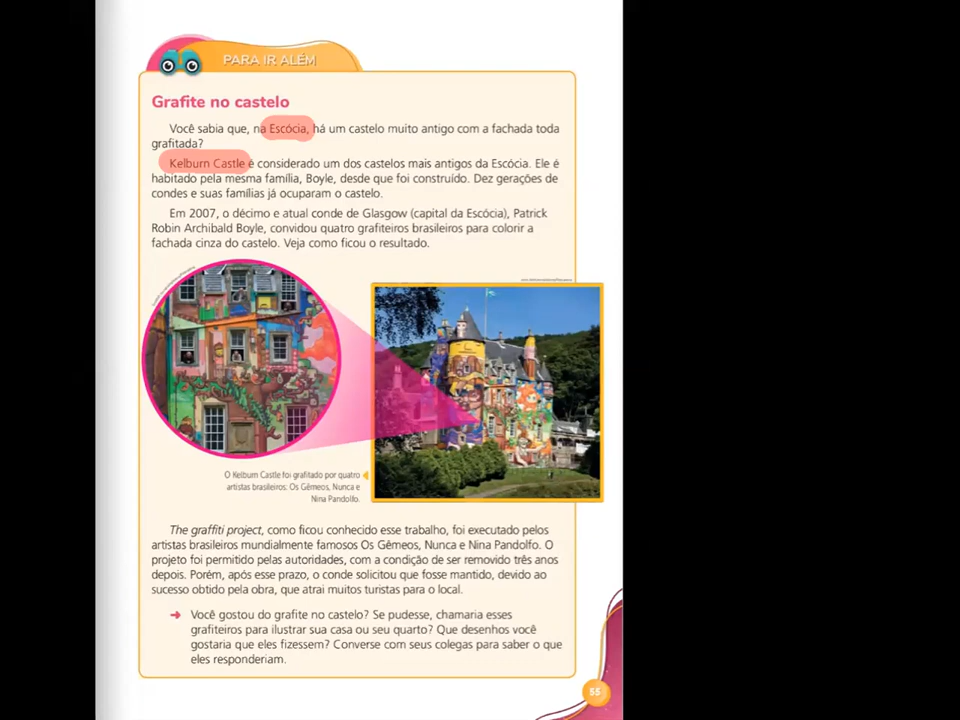 PARA IR ALÉM
Grafite no castelo
Você sabia que, na Escócia, há um castelo muito antigo com a fachada toda
grafitada?
Kelburn Castle é considerado um dos castelos mais antigos da Escócia. Ele é
habitado pela mesma família, Boyle, desde que foi construído. Dez gerações de
condes e suas famílias já ocuparam o castelo.
Em 2007, o décimo e atual conde de Glasgow (capital da Escócia), Patrick
Robin Archibald Boyle, convidou quatro grafiteiros brasileiros para colorir a
fachada cinza do castelo. Veja como ficou o resultado.
O Kelburn Castle foi grafitado por quatro
artistas brasileiros: Os Gêmeos, Nunca e
Nina Pandolfo.
The graffiti project, como ficou conhecido esse trabalho, foi executado pelos
artistas brasileiros mundialmente famosos Os Gêmeos, Nunca e Nina Pandolfo. O
projeto foi permitido pelas autoridades, com a condição de ser removido três anos
depois. Porém, após esse prazo, o conde solicitou que fosse mantido, devido ao
sucesso obtido pela obra, que atrai muitos turistas para o local.
Você gostou do grafite no castelo? Se pudesse, chamaria esses
grafiteiros para ilustrar sua casa ou seu quarto? Que desenhos você
gostaria que eles fizessem? Converse com seus colegas para saber o que
eles responderiam.
55